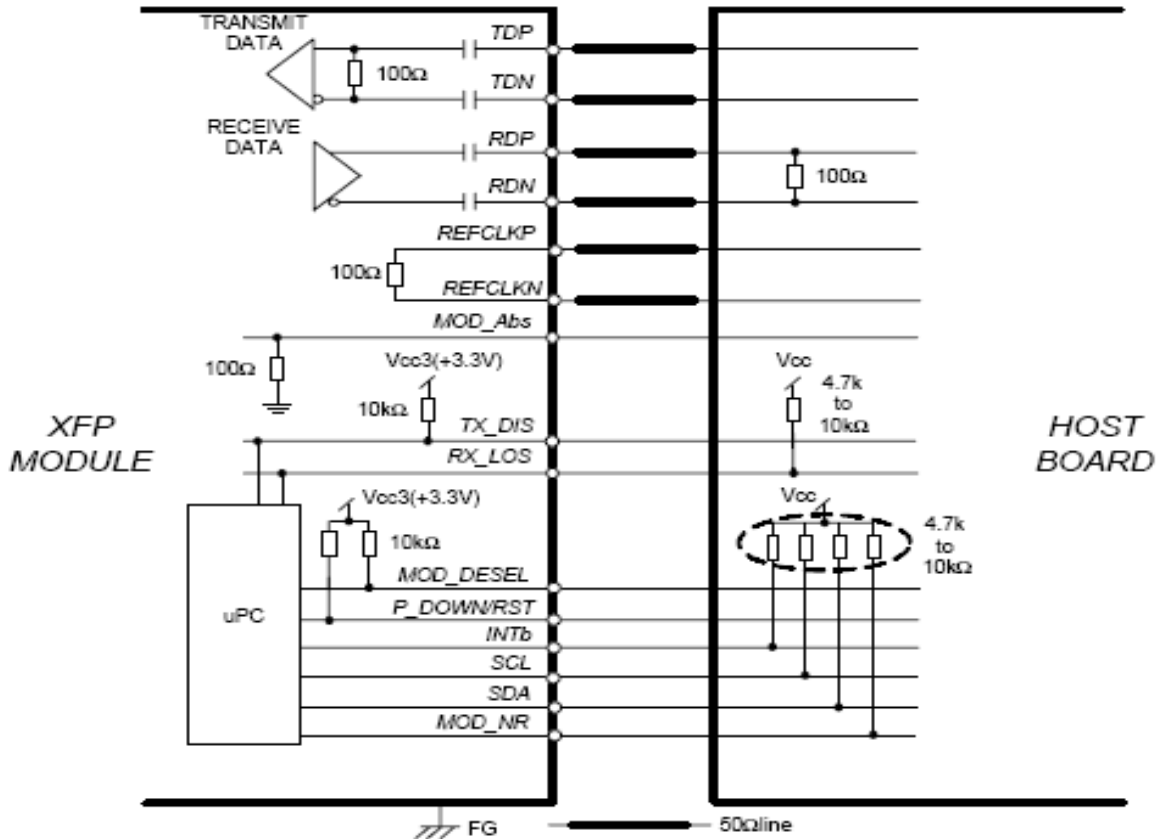 TRANSMIT
DATA
TDP
100Ω
TDN
RECEIVE
DATA
RDP
100Ω
RDN
REFCLKP
100Ω
REFCLKN
MOD_Abs
100Ω
Vcc3(+3.3V)
10kΩ
Vcc
4.7k
to
10kΩ
TX_DIS
RX_LOS
XFP
MODULE
HOST
BOARD
Vcc3(+3.3V)
10kΩ
Vcc
4.7k
to
10kΩ
MOD_DESEL
P_DOWN/RST
uPC
INTb
SCL
SDA
MOD_NR
FG
50Ωline